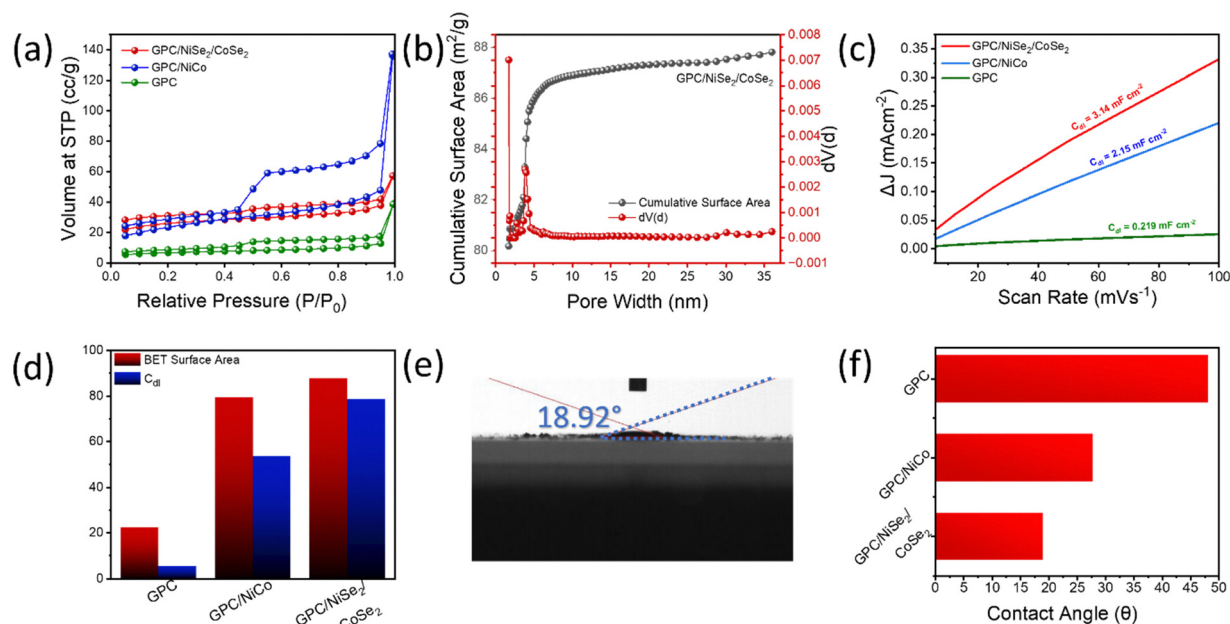 (a)
Volume at STP (cc/g)
140
120
100
80
60
40
20
0
GPC/NiSe₂/CoSe₂
GPC/NiCo
GPC
0.0 0.2 0.4 0.6 0.8 1.0
Relative Pressure (P/P₀)
(b)
Cumulative Surface Area (m²/g)
88
86
84
82
80
GPC/NiSe₂/CoSe₂
Cumulative Surface Area
dV(d)
0.008
0.007
0.006
0.005
0.004
0.003
0.002
0.001
0.000
−0.001
dV(d)
0 5 10 15 20 25 30 35
Pore Width (nm)
(c)
ΔJ (mAcm⁻²)
0.35
0.30
0.25
0.20
0.15
0.10
0.05
0.00
GPC/NiSe₂/CoSe₂
GPC/NiCo
GPC
C_dl = 3.14 mF cm⁻²
C_dl = 2.15 mF cm⁻²
C_dl = 0.219 mF cm⁻²
20 40 60 80 100
Scan Rate (mVs⁻¹)
(d)
100
80
60
40
20
0
BET Surface Area
C_dl
GPC
GPC/NiCo
GPC/NiSe₂/
CoSe₂
(e)
18.92°
(f)
GPC
GPC/NiCo
GPC/NiSe₂/
CoSe₂
0 5 10 15 20 25 30 35 40 45 50
Contact Angle (θ)